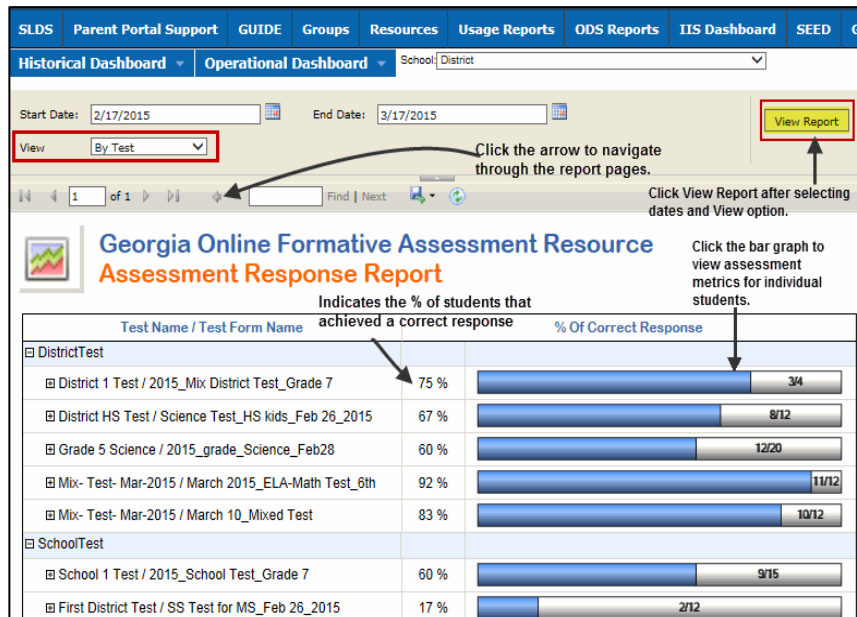 SLDS Parent Portal Support GUIDE Groups Resources Usage Reports ODS Reports IIS Dashboard SEED
Historical Dashboard Operational Dashboard School: District
Start Date: 2/17/2015 End Date: 3/17/2015
View Report
View By Test
Click the arrow to navigate
through the report pages.
1 of 1 Find | Next
Click View Report after selecting
dates and View option.
Georgia Online Formative Assessment Resource
Assessment Response Report
Click the bar graph to
view assessment
metrics for individual
students.
Indicates the % of students that
achieved a correct response
Test Name / Test Form Name % Of Correct Response
DistrictTest
District 1 Test / 2015_Mix District Test_Grade 7 75 % 3/4
District HS Test / Science Test_HS kids_Feb 26_2015 67 % 8/12
Grade 5 Science / 2015_grade_Science_Feb28 60 % 12/20
Mix- Test- Mar-2015 / March 2015_ELA-Math Test_6th 92 % 11/12
Mix- Test- Mar-2015 / March 10_Mixed Test 83 % 10/12
SchoolTest
School 1 Test / 2015_School Test_Grade 7 60 % 9/15
First District Test / SS Test for MS_Feb 26_2015 17 % 2/12